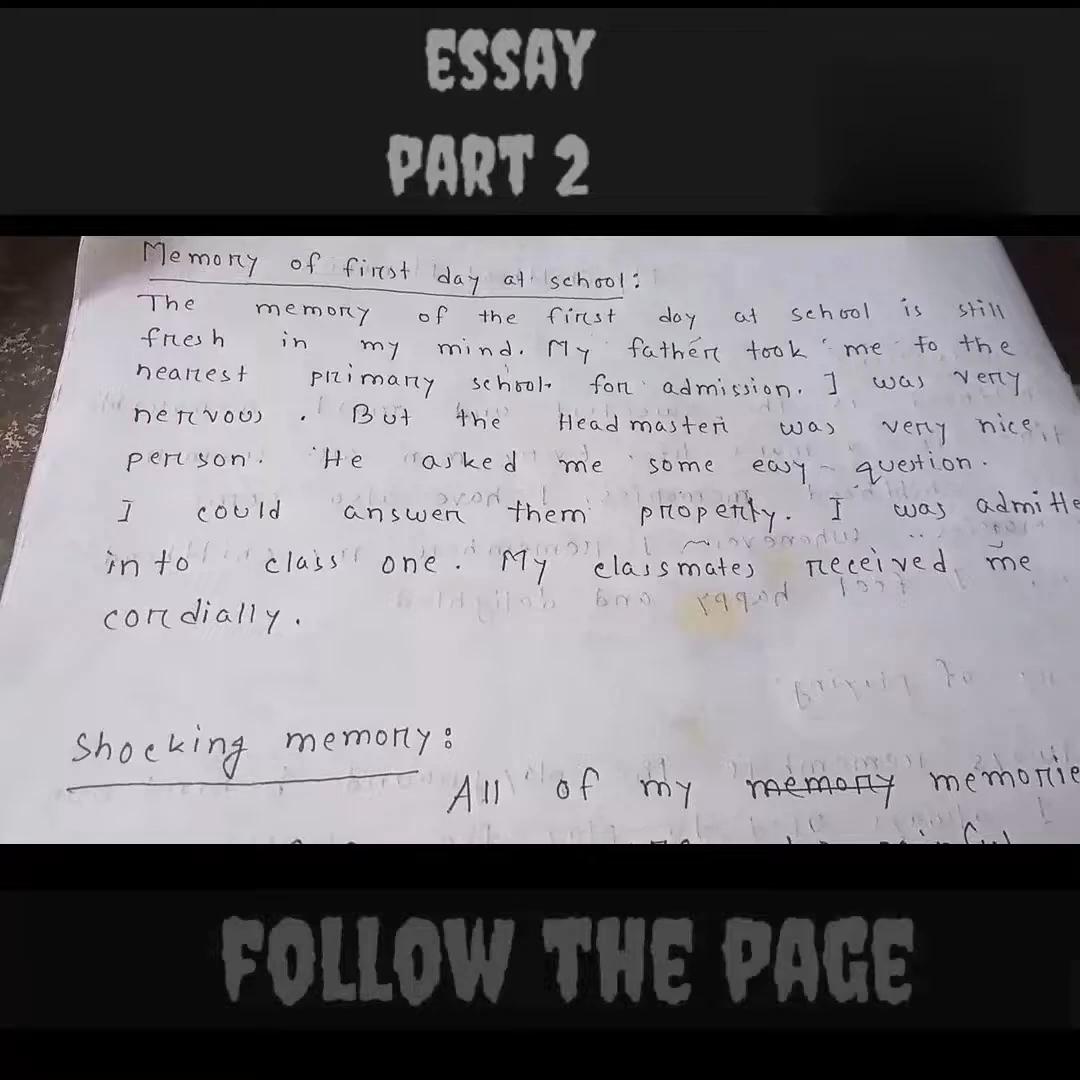 ESSAY
PART 2
Memory of first day at school:
The memory of the first day at school is still
fresh in my mind. My father took me to the
nearest primary school for admission. I was very
nervous. But the Headmaster was very nice
person. He asked me some easy question.
I could answer them properly. I was admitte
into class one. My classmates received me
cordially.
Shocking memory:
All of my memory memorie
FOLLOW THE PAGE